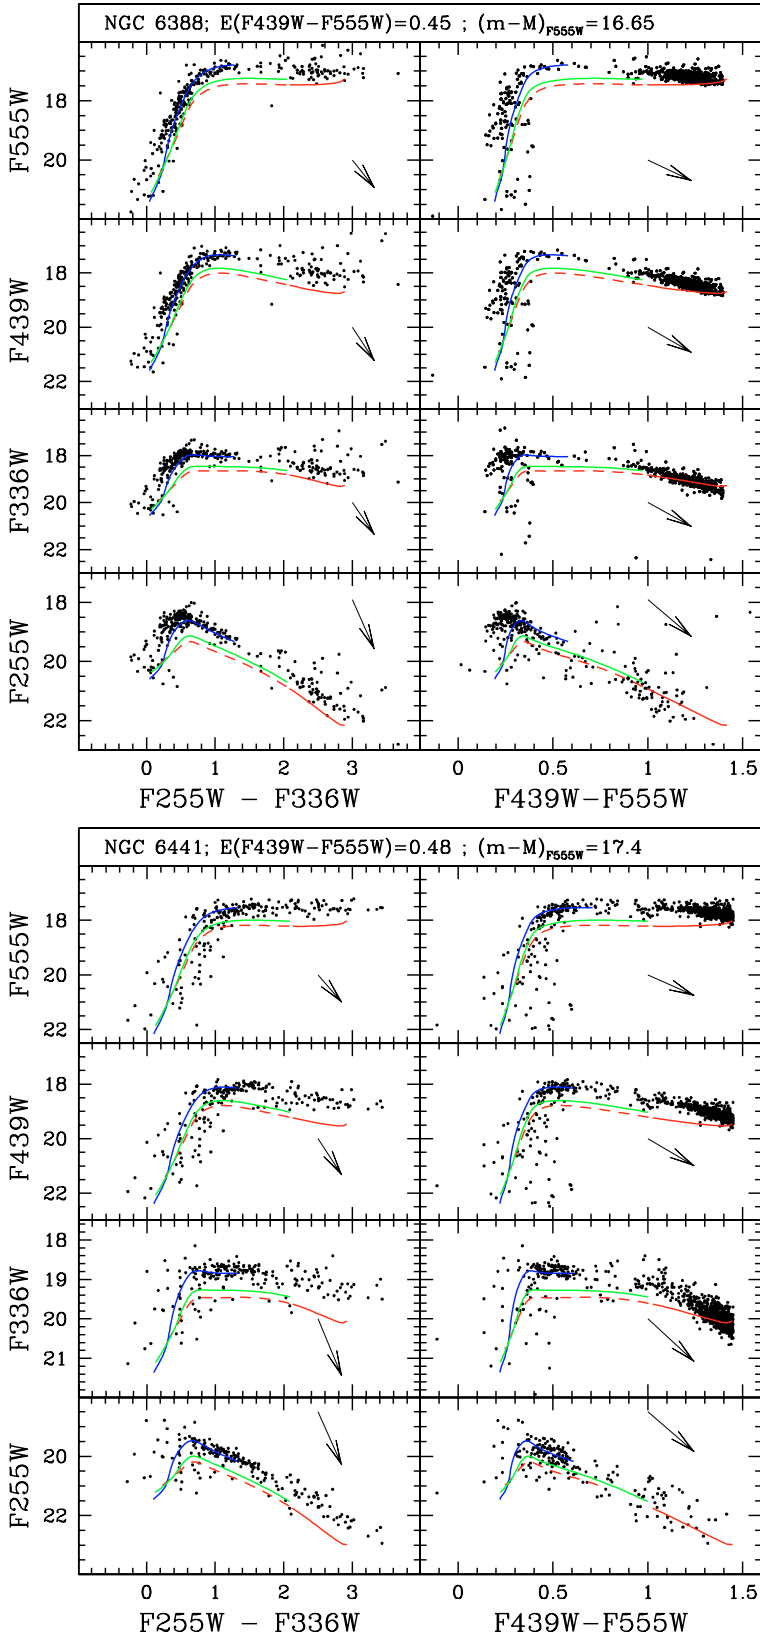 NGC 6388; E(F439W−F555W)=0.45 ; (m−M)F555W=16.65
F555W
18
20
F439W
18
20
22
F336W
18
20
22
F255W
18
20
22
0 1 2 3 0 0.5 1 1.5
F255W − F336W F439W−F555W
NGC 6441; E(F439W−F555W)=0.48 ; (m−M)F555W=17.4
F555W
18
20
22
F439W
18
20
22
F336W
18
19
20
21
F255W
20
22
0 1 2 3 0 0.5 1 1.5
F255W − F336W F439W−F555W